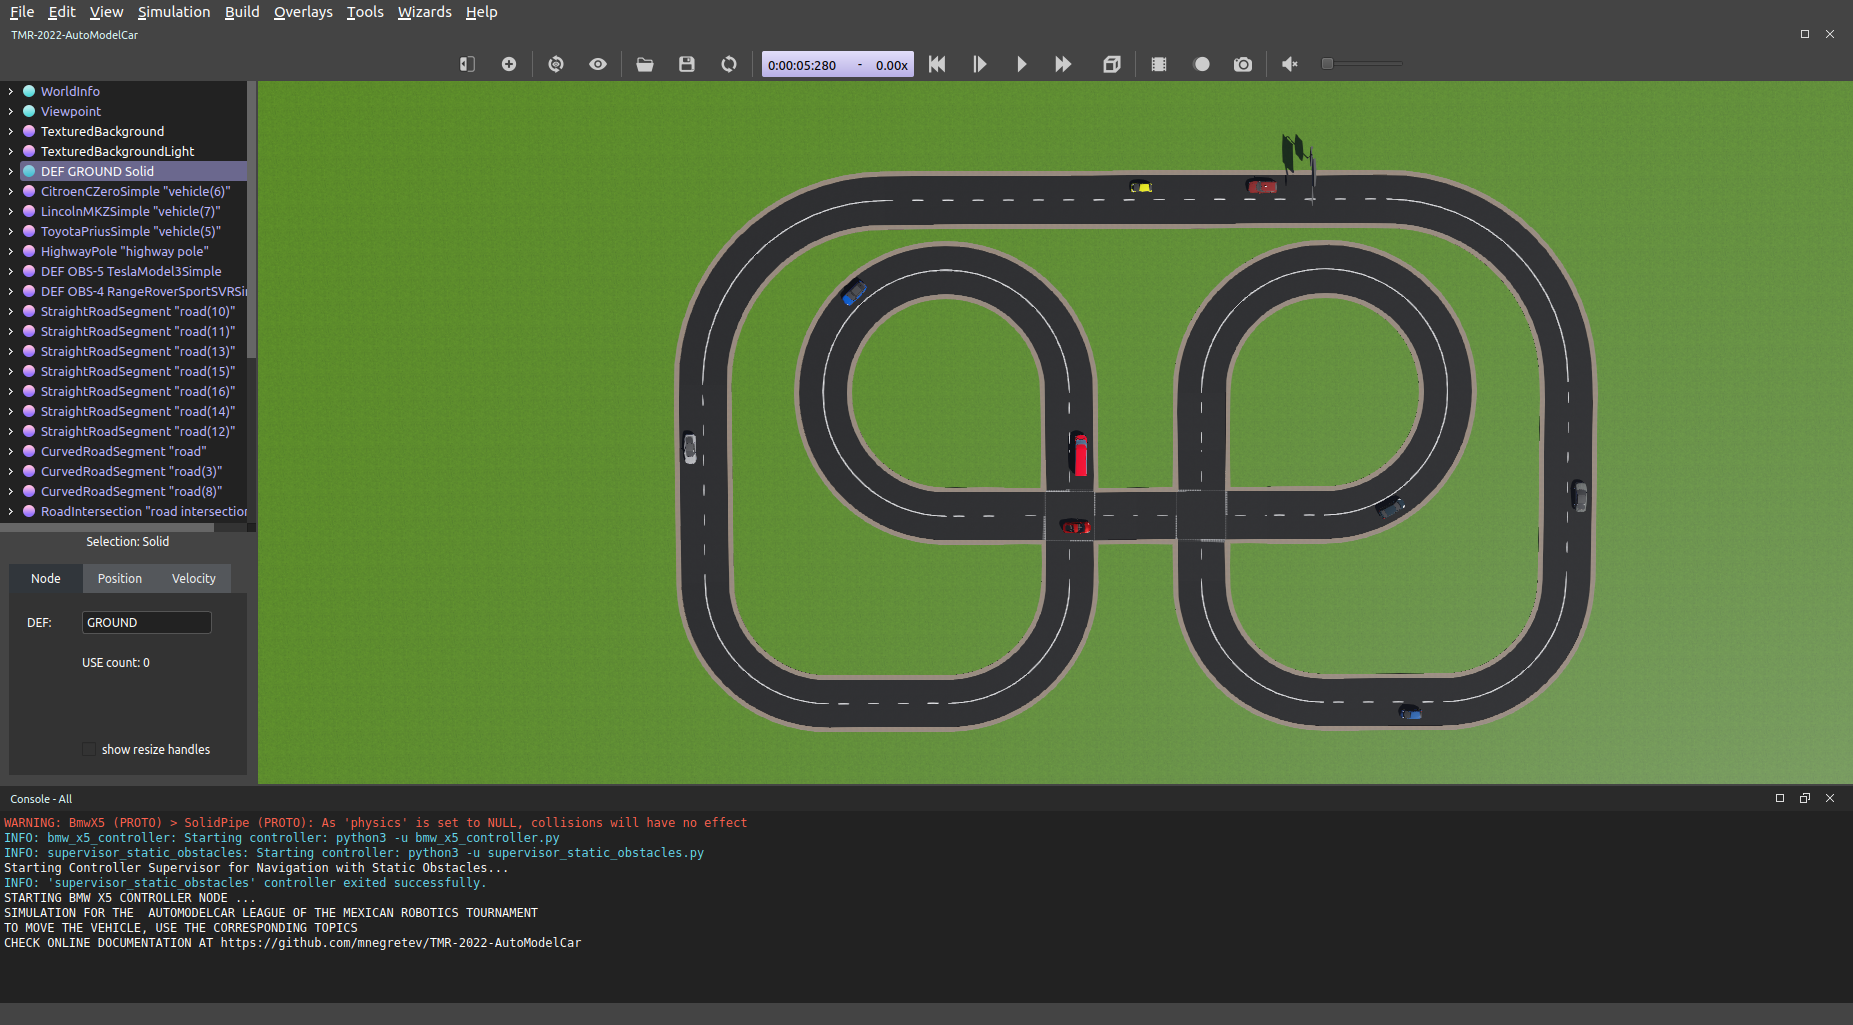 File Edit View Simulation Build Overlays Tools Wizards Help
TMR-2022-AutoModelCar
0:00:05:280 - 0.00x
WorldInfo
Viewpoint
TexturedBackground
TexturedBackgroundLight
DEF GROUND Solid
CitroenCZeroSimple "vehicle(6)"
LincolnMKZSimple "vehicle(7)"
ToyotaPriusSimple "vehicle(5)"
HighwayPole "highway pole"
DEF OBS-5 TeslaModel3Simple
DEF OBS-4 RangeRoverSportSVRSi
StraightRoadSegment "road(10)"
StraightRoadSegment "road(11)"
StraightRoadSegment "road(13)"
StraightRoadSegment "road(15)"
StraightRoadSegment "road(16)"
StraightRoadSegment "road(14)"
StraightRoadSegment "road(12)"
CurvedRoadSegment "road"
CurvedRoadSegment "road(3)"
CurvedRoadSegment "road(8)"
RoadIntersection "road intersection
Selection: Solid
Node Position Velocity
DEF: GROUND
USE count: 0
show resize handles
Console - All
WARNING: BmwX5 (PROTO) > SolidPipe (PROTO): As 'physics' is set to NULL, collisions will have no effect
INFO: bmw_x5_controller: Starting controller: python3 -u bmw_x5_controller.py
INFO: supervisor_static_obstacles: Starting controller: python3 -u supervisor_static_obstacles.py
Starting Controller Supervisor for Navigation with Static Obstacles...
INFO: 'supervisor_static_obstacles' controller exited successfully.
STARTING BMW X5 CONTROLLER NODE ...
SIMULATION FOR THE  AUTOMODELCAR LEAGUE OF THE MEXICAN ROBOTICS TOURNAMENT
TO MOVE THE VEHICLE, USE THE CORRESPONDING TOPICS
CHECK ONLINE DOCUMENTATION AT https://github.com/mnegretev/TMR-2022-AutoModelCar